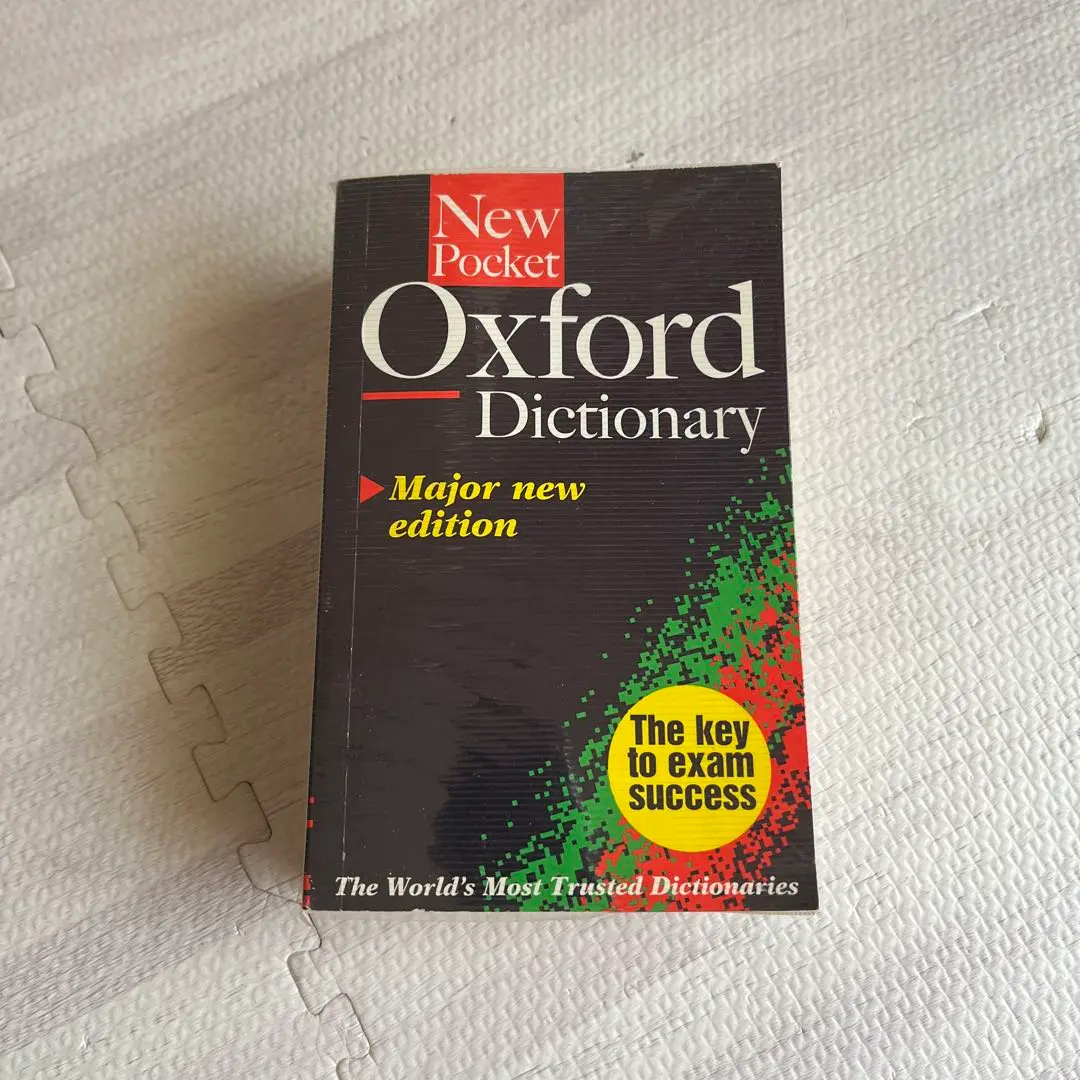 New
Pocket
Oxford
Dictionary
Major new
edition
The key
to exam
success
The World's Most Trusted Dictionaries